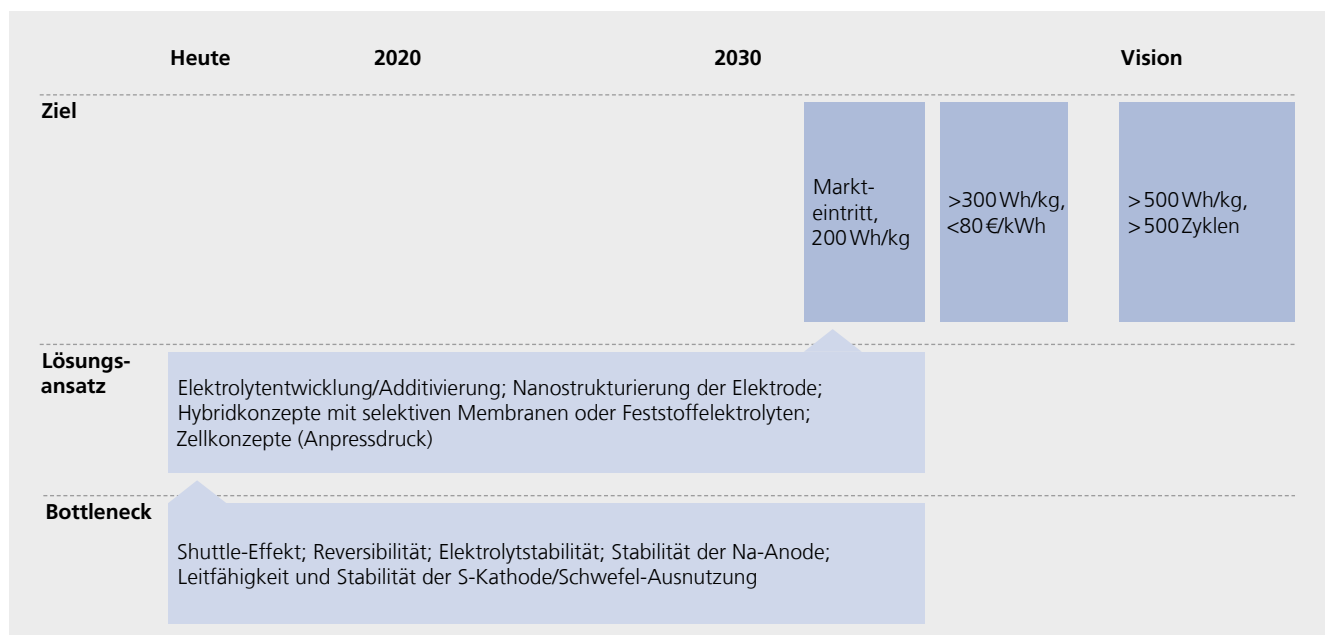 Heute 2020 2030 Vision
Ziel
Markt-
eintritt,
200 Wh/kg
>300 Wh/kg,
<80 €/kWh
> 500 Wh/kg,
> 500 Zyklen
Lösungs-
ansatz
Elektrolytentwicklung/Additivierung; Nanostrukturierung der Elektrode;
Hybridkonzepte mit selektiven Membranen oder Feststoffelektrolyten;
Zellkonzepte (Anpressdruck)
Bottleneck
Shuttle-Effekt; Reversibilität; Elektrolytstabilität; Stabilität der Na-Anode;
Leitfähigkeit und Stabilität der S-Kathode/Schwefel-Ausnutzung